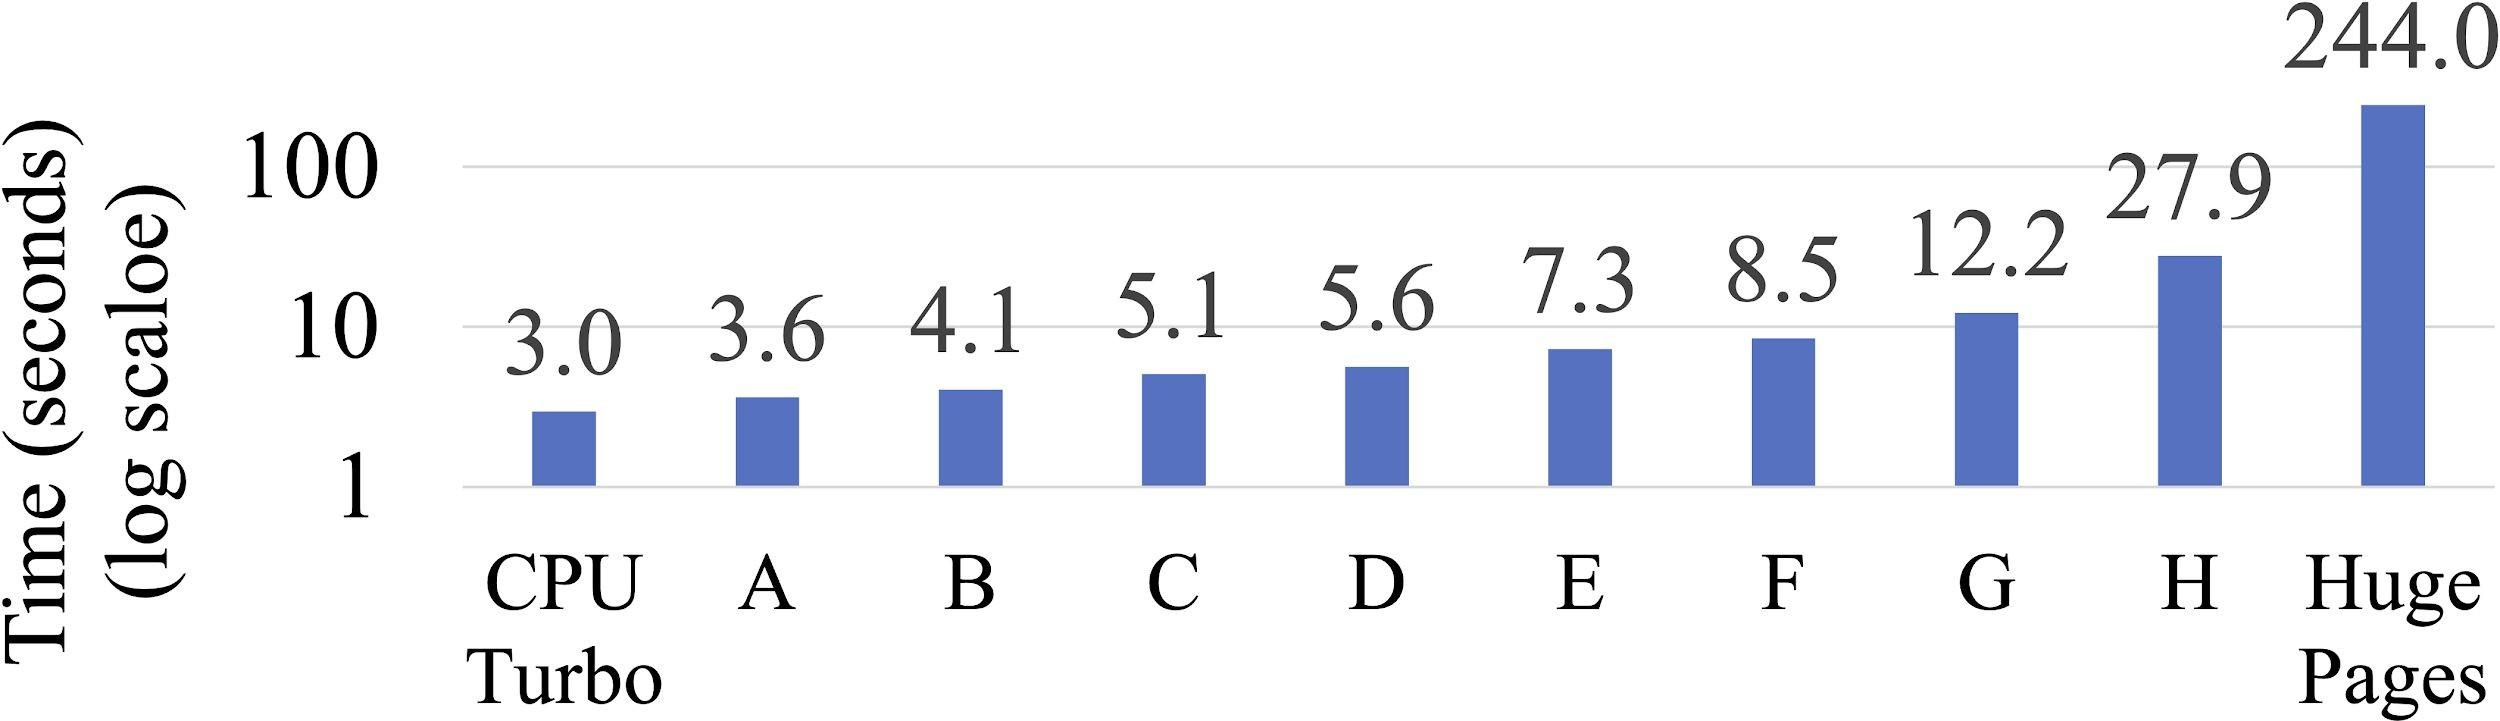 Time (seconds)
(log scaloe)
100
10
1
3.0
3.6
4.1
5.1
5.6
7.3
8.5
12.2
27.9
244.0
CPU Turbo
A
B
C
D
E
F
G
H
Huge Pages